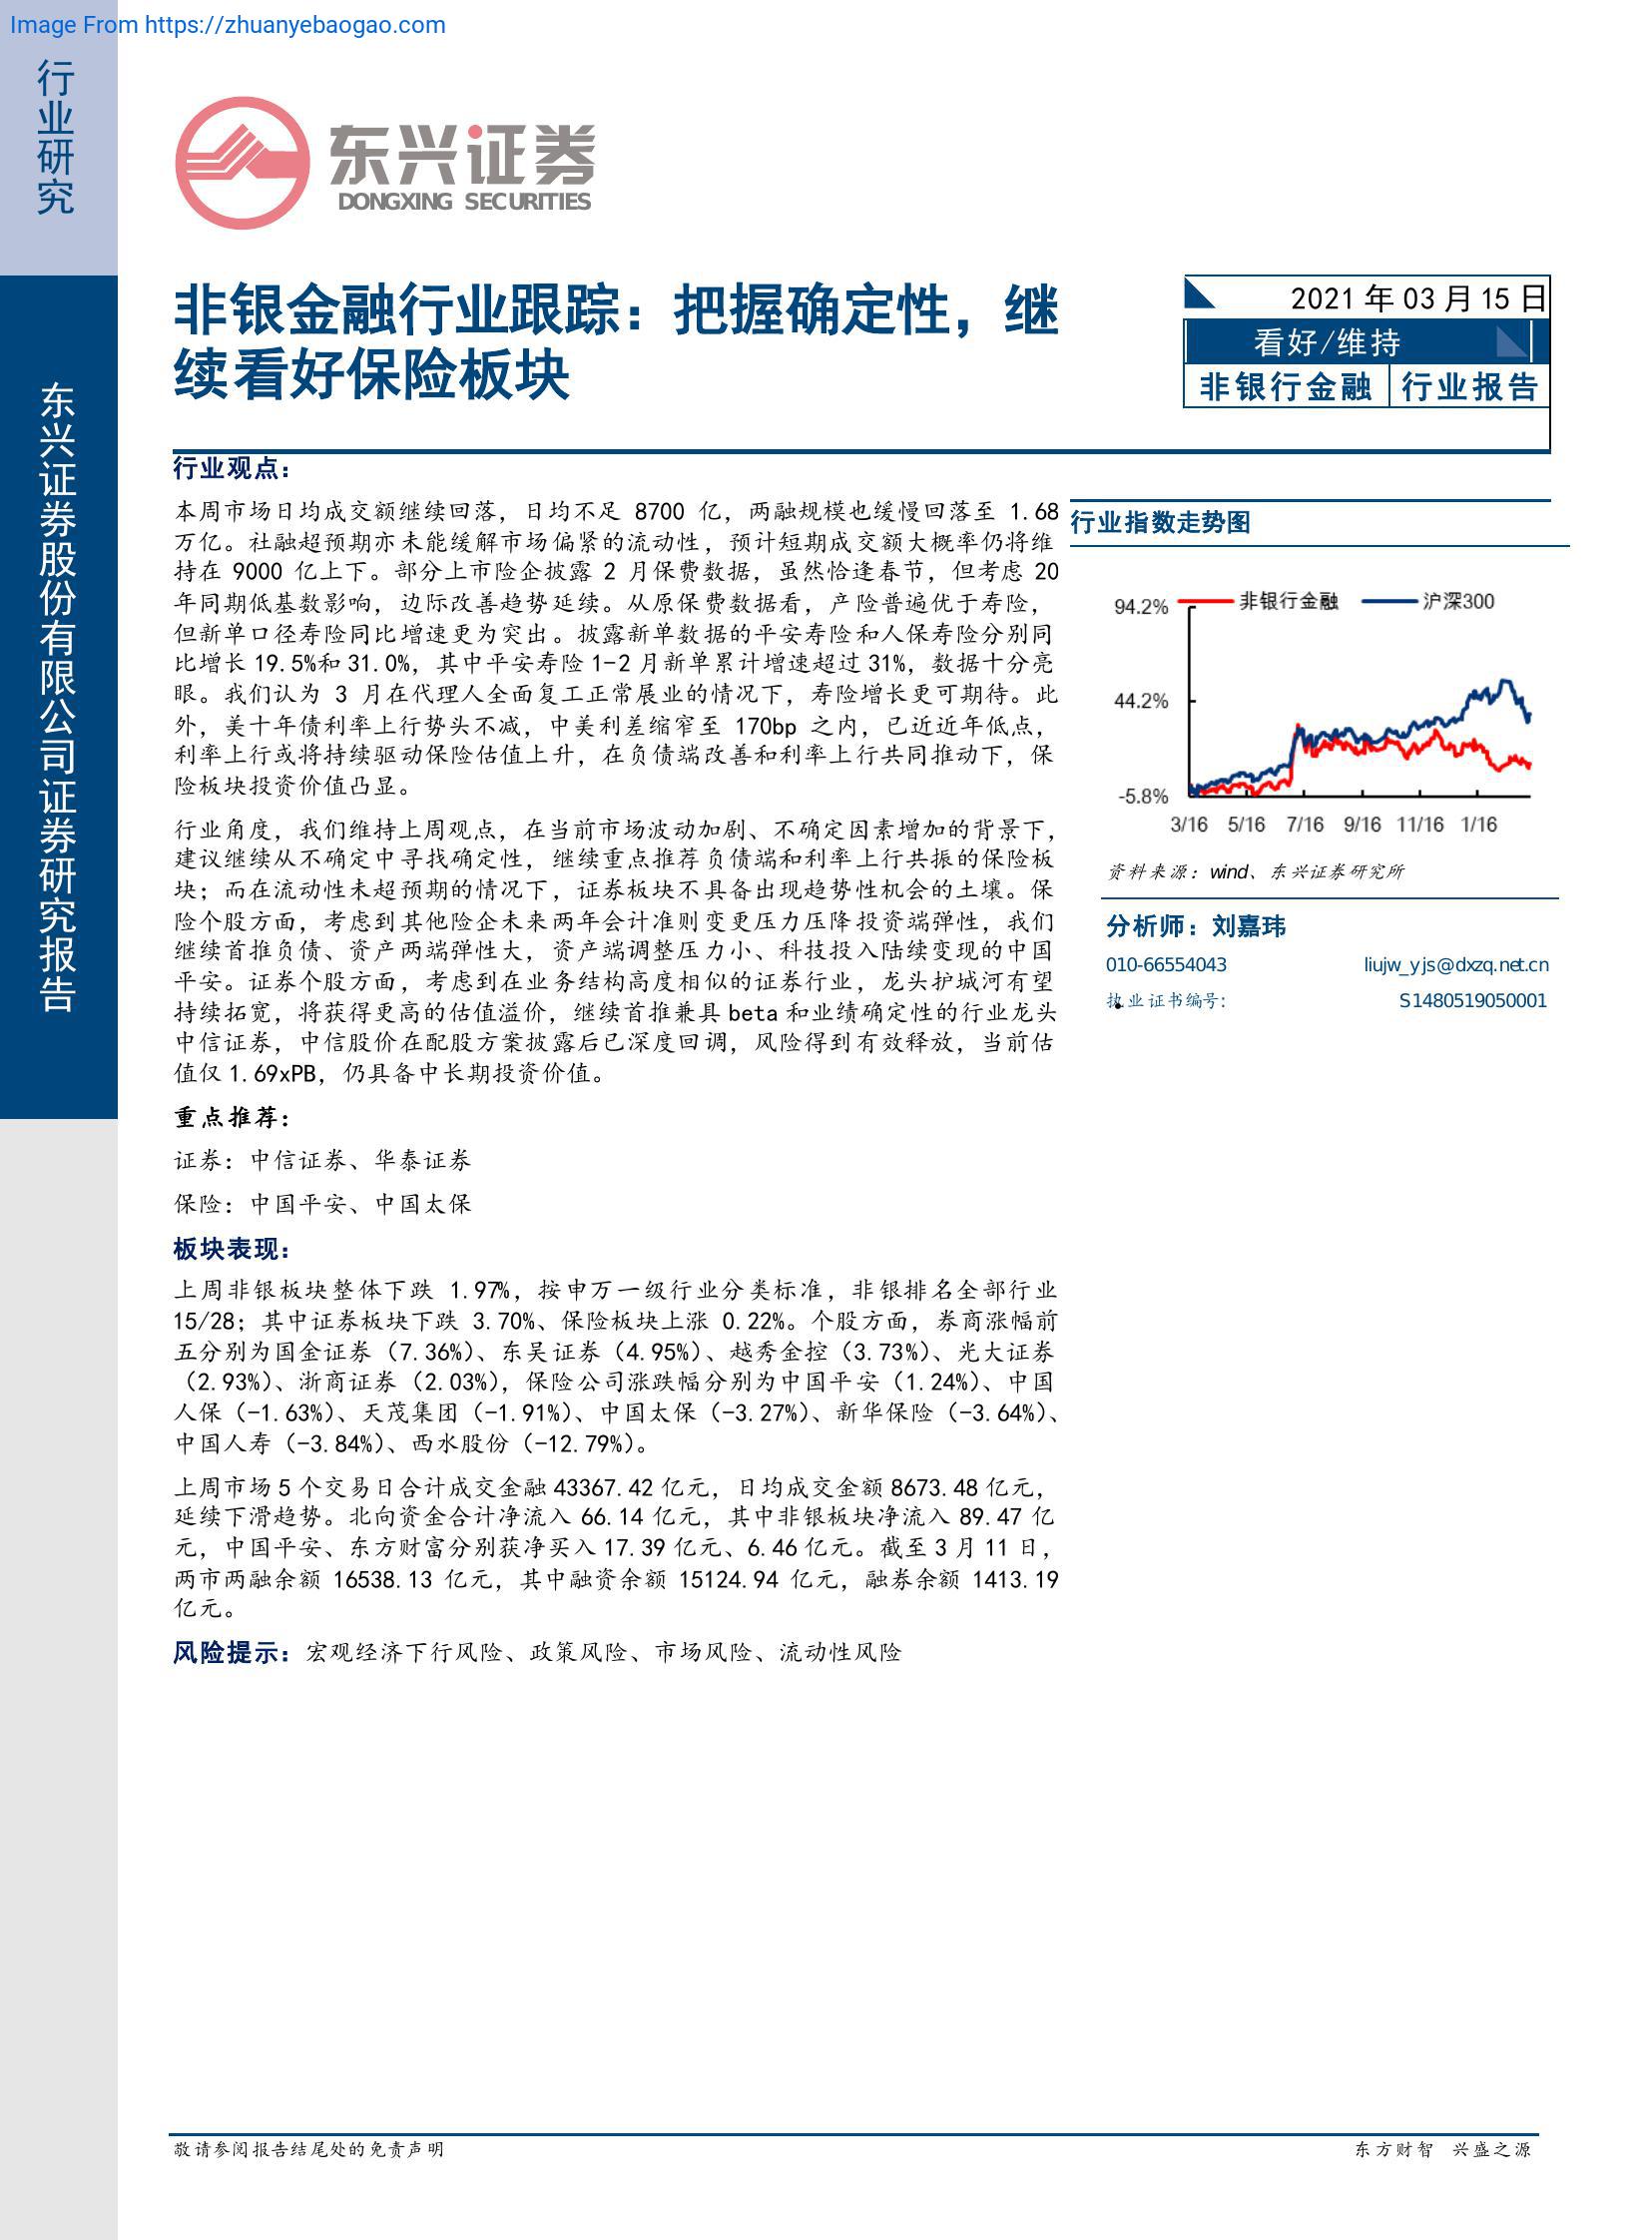 Image From https://zhuanyebaogao.com
行业研究
东兴证券股份有限公司证券研究报告
东兴证券
DONGXING SECURITIES
非银金融行业跟踪：把握确定性，继
续看好保险板块
2021 年 03 月 15 日
看好/维持
非银行金融 行业报告
行业观点：
本周市场日均成交额继续回落，日均不足 8700 亿，两融规模也缓慢回落至 1.68
万亿。社融超预期亦未能缓解市场偏紧的流动性，预计短期成交额大概率仍将维
持在 9000 亿上下。部分上市险企披露 2 月保费数据，虽然恰逢春节，但考虑 20
年同期低基数影响，边际改善趋势延续。从原保费数据看，产险普遍优于寿险，
但新单口径寿险同比增速更为突出。披露新单数据的平安寿险和人保寿险分别同
比增长 19.5%和 31.0%，其中平安寿险 1-2 月新单累计增速超过 31%，数据十分亮
眼。我们认为 3 月在代理人全面复工正常展业的情况下，寿险增长更可期待。此
外，美十年债利率上行势头不减，中美利差缩窄至 170bp 之内，已近近年低点，
利率上行或将持续驱动保险估值上升，在负债端改善和利率上行共同推动下，保
险板块投资价值凸显。
行业角度，我们维持上周观点，在当前市场波动加剧、不确定因素增加的背景下，
建议继续从不确定中寻找确定性，继续重点推荐负债端和利率上行共振的保险板
块；而在流动性未超预期的情况下，证券板块不具备出现趋势性机会的土壤。保
险个股方面，考虑到其他险企未来两年会计准则变更压力压降投资端弹性，我们
继续首推负债、资产两端弹性大，资产端调整压力小、科技投入陆续变现的中国
平安。证券个股方面，考虑到在业务结构高度相似的证券行业，龙头护城河有望
持续拓宽，将获得更高的估值溢价，继续首推兼具 beta 和业绩确定性的行业龙头
中信证券，中信股价在配股方案披露后已深度回调，风险得到有效释放，当前估
值仅 1.69xPB，仍具备中长期投资价值。
重点推荐：
证券：中信证券、华泰证券
保险：中国平安、中国太保
板块表现：
上周非银板块整体下跌 1.97%，按申万一级行业分类标准，非银排名全部行业
15/28；其中证券板块下跌 3.70%、保险板块上涨 0.22%。个股方面，券商涨幅前
五分别为国金证券（7.36%）、东吴证券（4.95%）、越秀金控（3.73%）、光大证券
（2.93%）、浙商证券（2.03%），保险公司涨跌幅分别为中国平安（1.24%）、中国
人保（-1.63%）、天茂集团（-1.91%）、中国太保（-3.27%）、新华保险（-3.64%）、
中国人寿（-3.84%）、西水股份（-12.79%）。
上周市场 5 个交易日合计成交金融 43367.42 亿元，日均成交金额 8673.48 亿元，
延续下滑趋势。北向资金合计净流入 66.14 亿元，其中非银板块净流入 89.47 亿
元，中国平安、东方财富分别获净买入 17.39 亿元、6.46 亿元。截至 3 月 11 日，
两市两融余额 16538.13 亿元，其中融资余额 15124.94 亿元，融券余额 1413.19
亿元。
风险提示：宏观经济下行风险、政策风险、市场风险、流动性风险
行业指数走势图
非银行金融 沪深300
94.2%
44.2%
-5.8%
3/16 5/16 7/16 9/16 11/16 1/16
资料来源：wind、东兴证券研究所
分析师：刘嘉玮
010-66554043 liujw_yjs@dxzq.net.cn
执业证书编号: S1480519050001
敬请参阅报告结尾处的免责声明 东方财智 兴盛之源